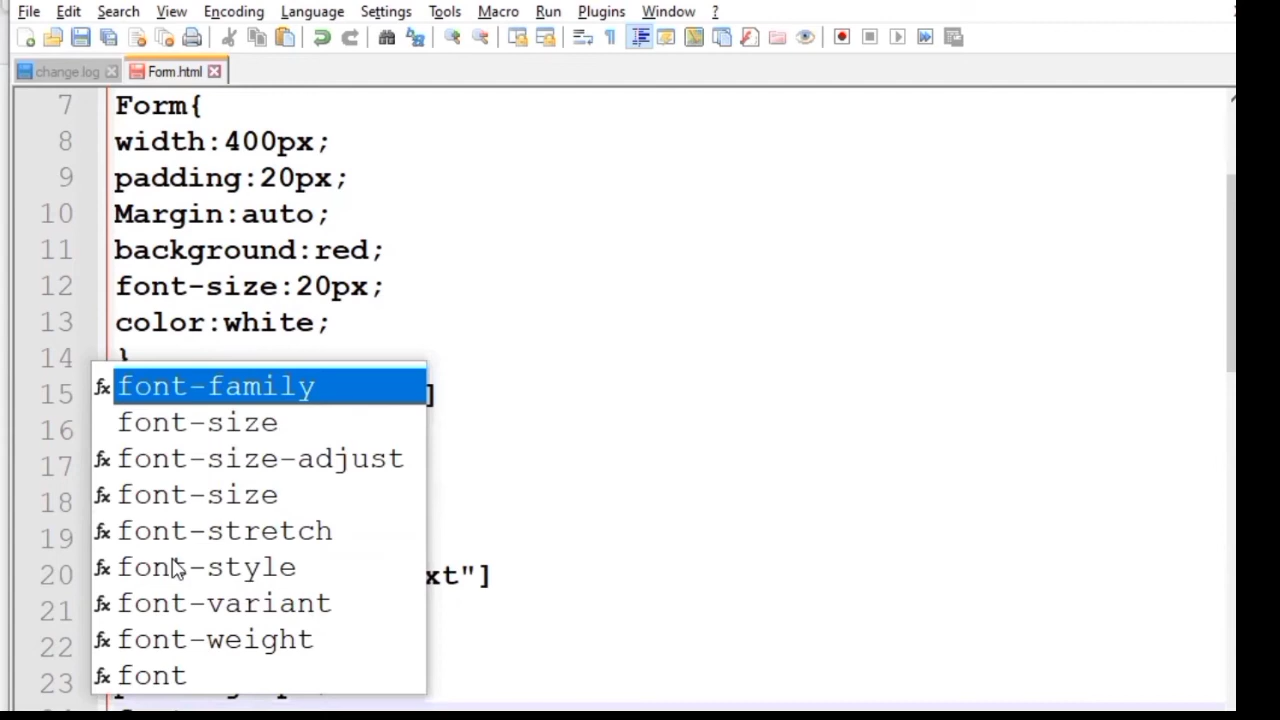 File Edit Search View Encoding Language Settings Tools Macro Run Plugins Window ?
change.log Form.html
7 Form{
8 width:400px;
9 padding:20px;
10 Margin:auto;
11 background:red;
12 font-size:20px;
13 color:white;
14 }
font-family
15 ]
font-size
16
font-size-adjust
17
font-size
18
font-stretch
19
font-style
20 xt"]
font-variant
21
font-weight
22
font
23